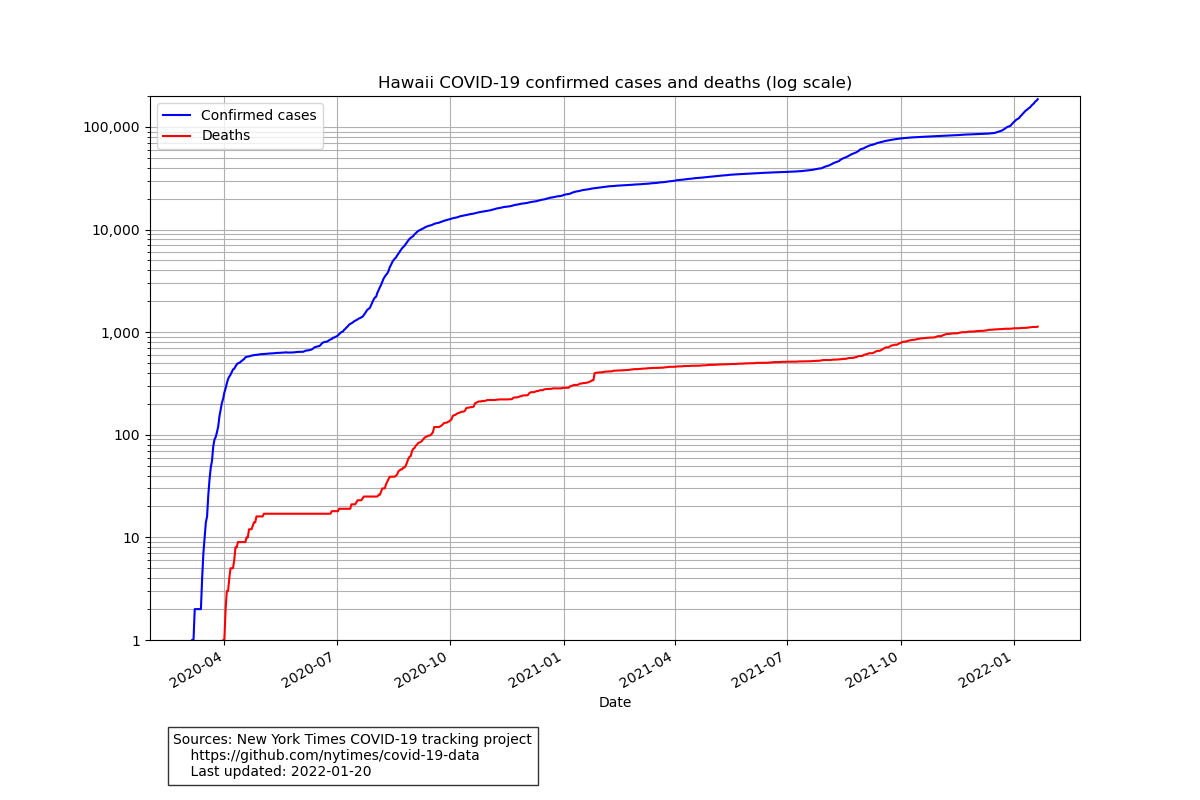 Hawaii COVID-19 confirmed cases and deaths (log scale)
Confirmed cases
Deaths
100,000
10,000
1,000
100
10
1
2020-04
2020-07
2020-10
2021-01
2021-04
2021-07
2021-10
2022-01
Date
Sources: New York Times COVID-19 tracking project
https://github.com/nytimes/covid-19-data
Last updated: 2022-01-20